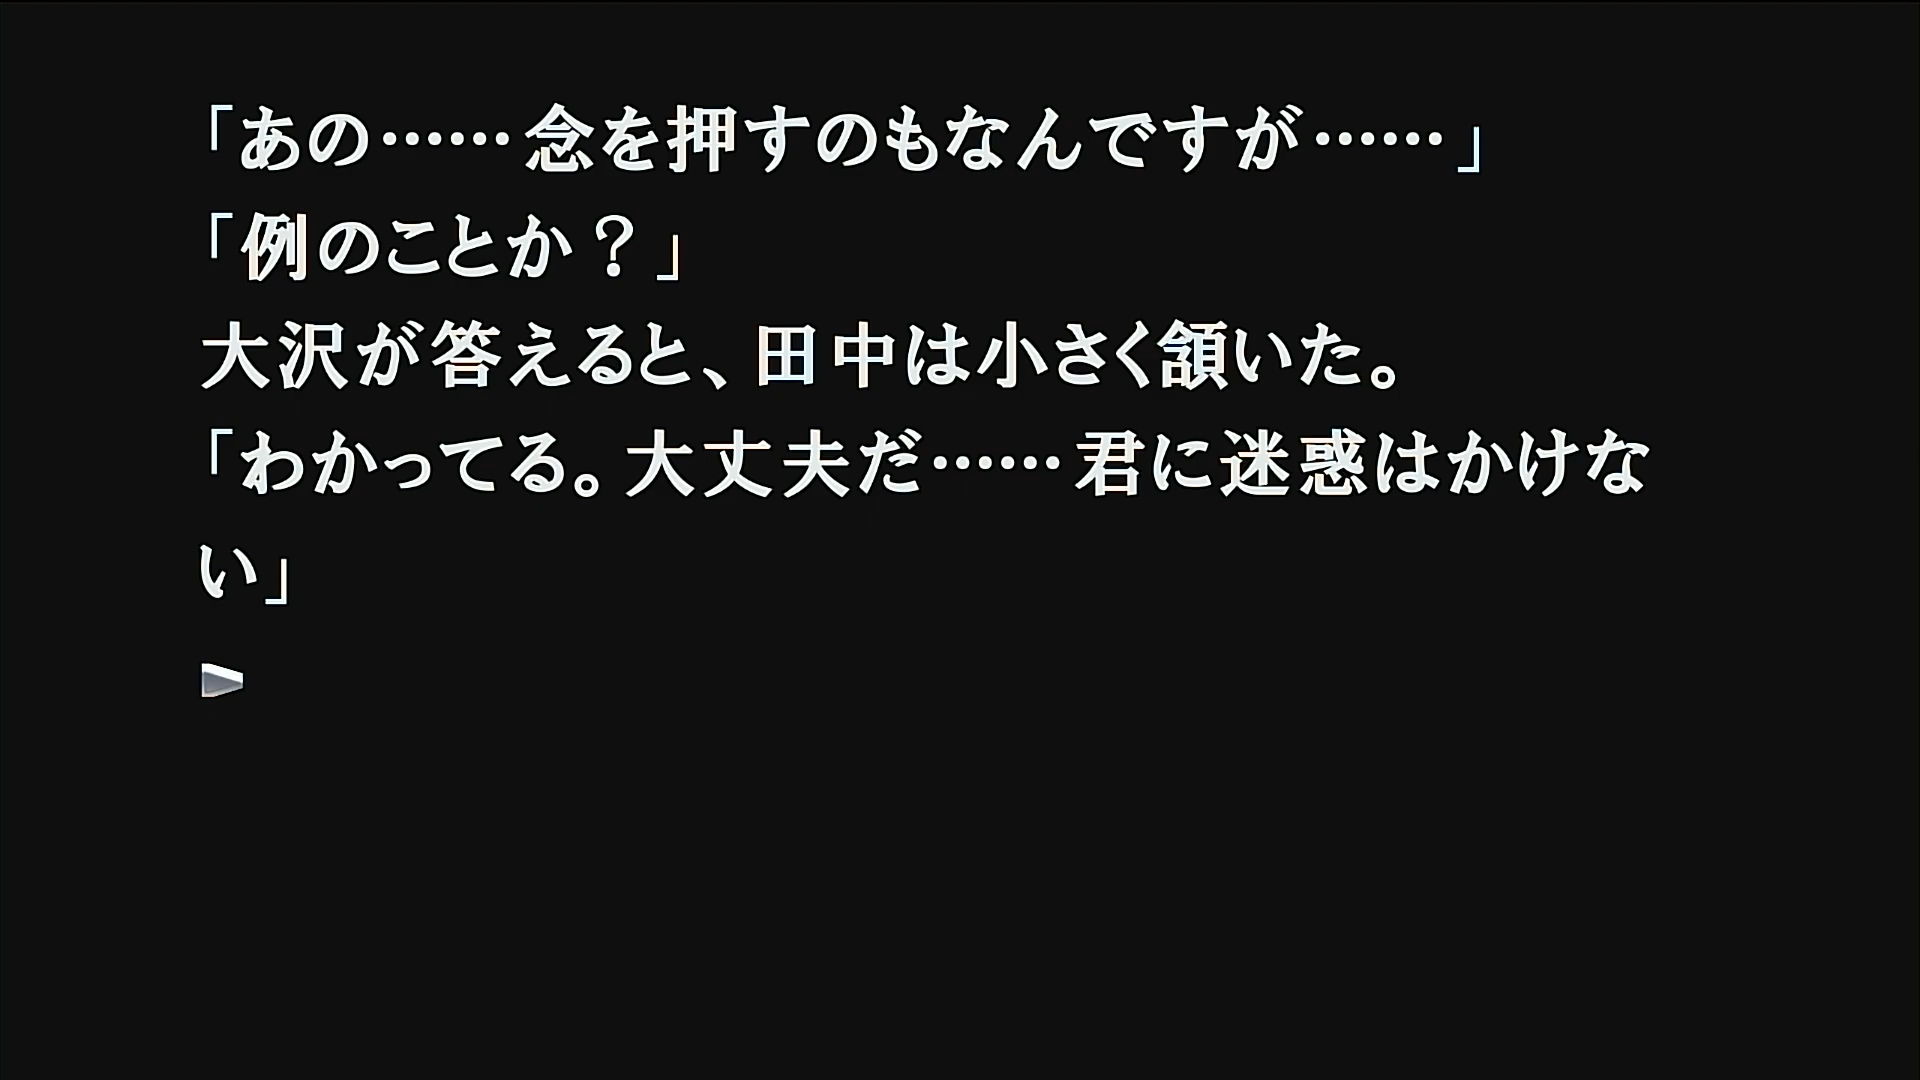 「あの……念を押すのもなんですが……」
「例のことか？」
大沢が答えると、田中は小さく頷いた。
「わかってる。大丈夫だ……君に迷惑はかけな
い」